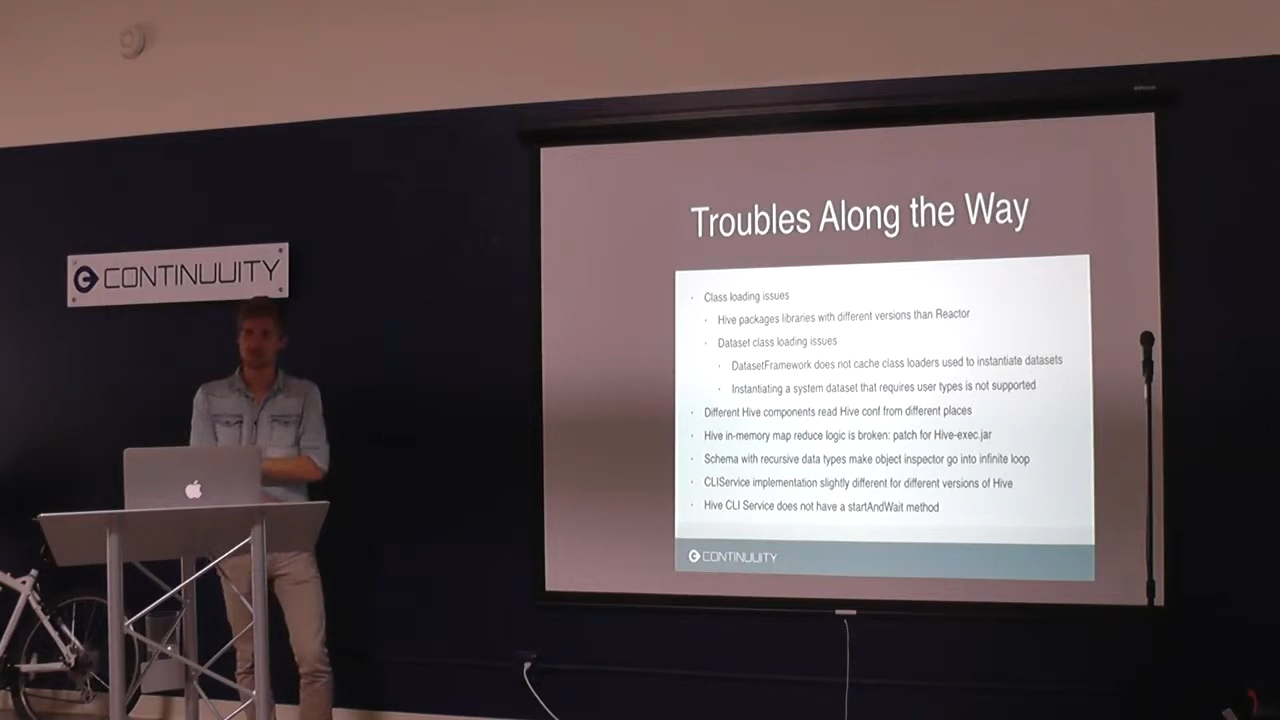 CONTINUUITY
Troubles Along the Way
· Class loading issues
· Hive packages libraries with different versions than Reactor
· Dataset class loading issues
· DatasetFramework does not cache class loaders used to instantiate datasets
· Instantiating a system dataset that requires user types is not supported
· Different Hive components read Hive conf from different places
· Hive in-memory map reduce logic is broken: patch for Hive-exec.jar
· Schema with recursive data types make object inspector go into infinite loop
· CLIService implementation slightly different for different versions of Hive
· Hive CLI Service does not have a startAndWait method
CONTINUUITY